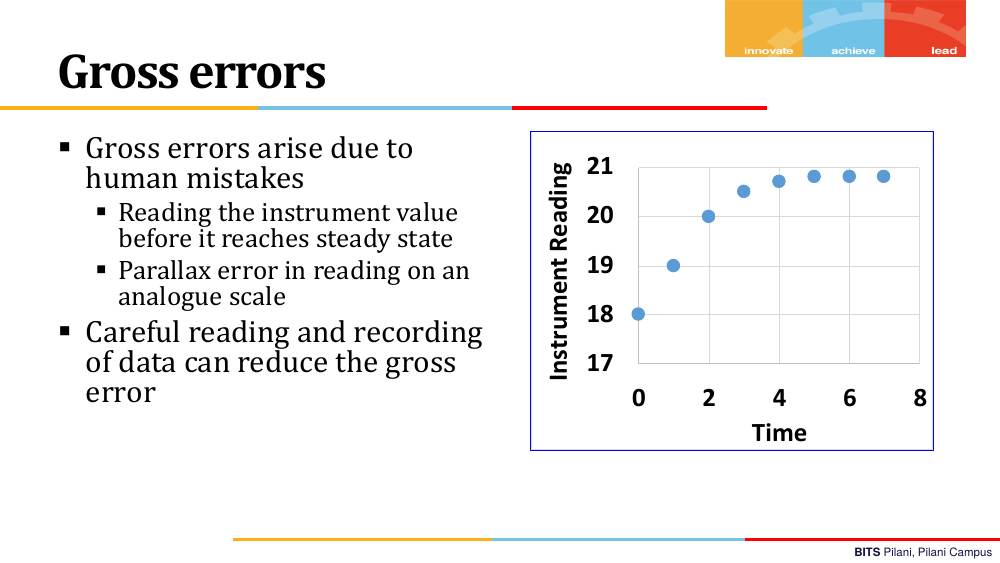 innovate achieve lead
Gross errors
▪ Gross errors arise due to
human mistakes
▪ Reading the instrument value
before it reaches steady state
▪ Parallax error in reading on an
analogue scale
▪ Careful reading and recording
of data can reduce the gross
error
Instrument Reading
21
20
19
18
17
0 2 4 6 8
Time
BITS Pilani, Pilani Campus